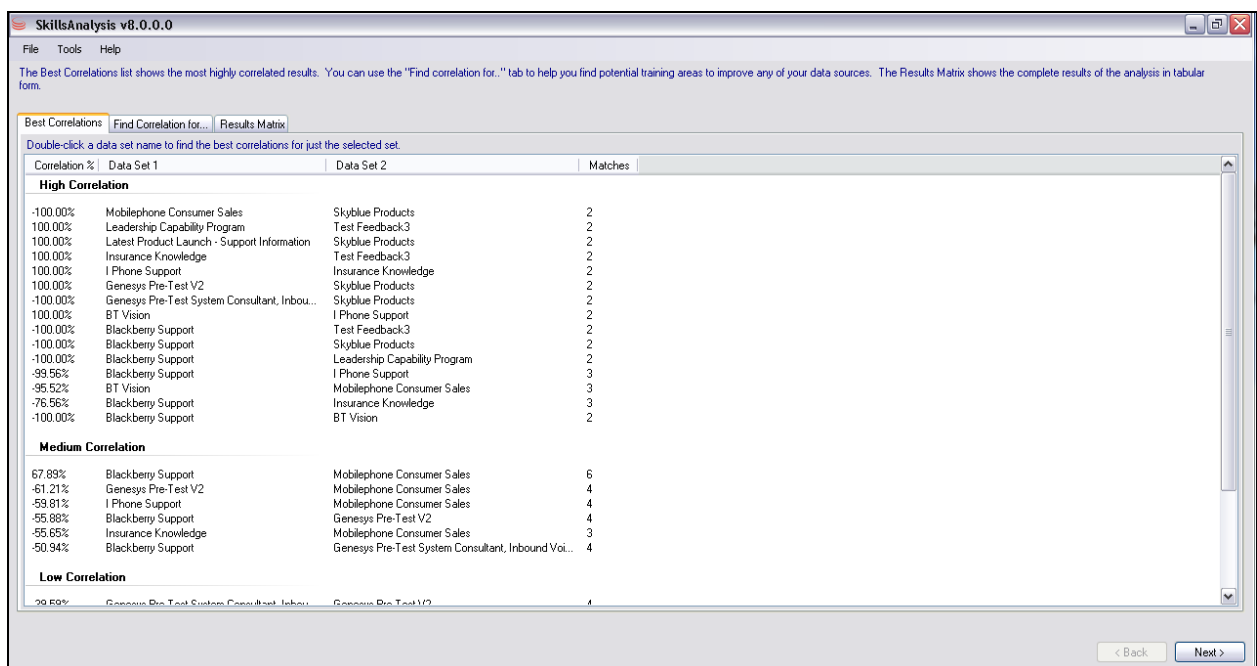 SkillsAnalysis v8.0.0.0
File Tools Help
The Best Correlations list shows the most highly correlated results. You can use the "Find correlation for.." tab to help you find potential training areas to improve any of your data sources. The Results Matrix shows the complete results of the analysis in tabular
form.
Best Correlations Find Correlation for... Results Matrix
Double-click a data set name to find the best correlations for just the selected set.
Correlation % Data Set 1 Data Set 2 Matches
High Correlation
-100.00% Mobilephone Consumer Sales Skyblue Products 2
100.00% Leadership Capability Program Test Feedback3 2
100.00% Latest Product Launch - Support Information Skyblue Products 2
100.00% Insurance Knowledge Test Feedback3 2
100.00% I Phone Support Insurance Knowledge 2
100.00% Genesys Pre-Test V2 Skyblue Products 2
-100.00% Genesys Pre-Test System Consultant, Inbou... Skyblue Products 2
100.00% BT Vision I Phone Support 2
-100.00% Blackberry Support Test Feedback3 2
-100.00% Blackberry Support Skyblue Products 2
-100.00% Blackberry Support Leadership Capability Program 2
-99.56% Blackberry Support I Phone Support 3
-95.52% BT Vision Mobilephone Consumer Sales 3
-76.56% Blackberry Support Insurance Knowledge 3
-100.00% Blackberry Support BT Vision 2
Medium Correlation
67.89% Blackberry Support Mobilephone Consumer Sales 6
-61.21% Genesys Pre-Test V2 Mobilephone Consumer Sales 4
-59.81% I Phone Support Mobilephone Consumer Sales 4
-55.88% Blackberry Support Genesys Pre-Test V2 4
-55.65% Insurance Knowledge Mobilephone Consumer Sales 3
-50.94% Blackberry Support Genesys Pre-Test System Consultant, Inbound Voi... 4
Low Correlation
Genesys Pre-Test System Consultant, Inbou... Genesys Pre-Test V2 4
< Back Next >